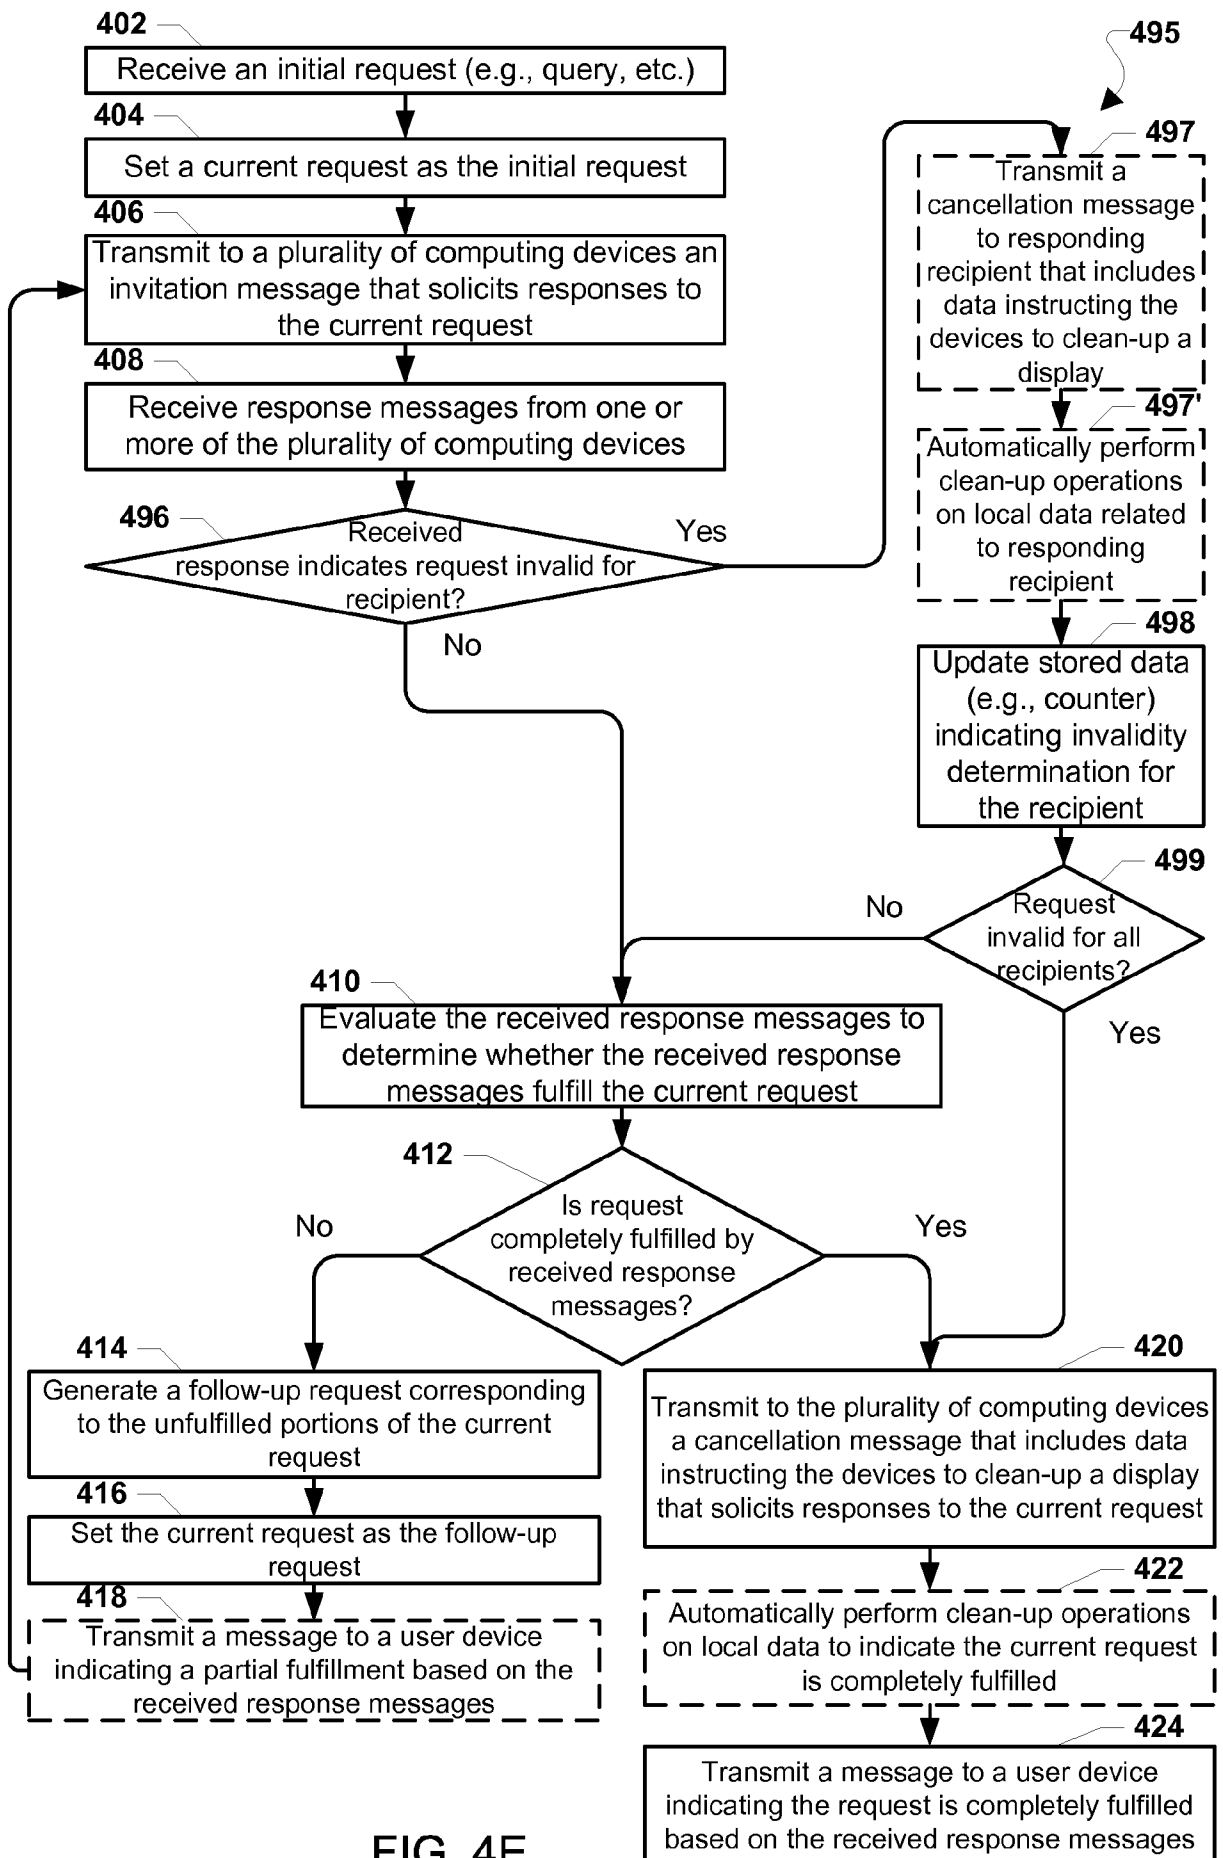 402
Receive an initial request (e.g., query, etc.)
404
Set a current request as the initial request
406
Transmit to a plurality of computing devices an
invitation message that solicits responses to
the current request
408
Receive response messages from one or
more of the plurality of computing devices
496
Received
response indicates request invalid for
recipient?
Yes
No
495
497
Transmit a
cancellation message
to responding
recipient that includes
data instructing the
devices to clean-up a
display
497'
Automatically perform
clean-up operations
on local data related
to responding
recipient
498
Update stored data
(e.g., counter)
indicating invalidity
determination for
the recipient
499
Request
invalid for all
recipients?
No
Yes
410
Evaluate the received response messages to
determine whether the received response
messages fulfill the current request
412
Is request
completely fulfilled by
received response
messages?
No
Yes
414
Generate a follow-up request corresponding
to the unfulfilled portions of the current
request
416
Set the current request as the follow-up
request
418
Transmit a message to a user device
indicating a partial fulfillment based on the
received response messages
420
Transmit to the plurality of computing devices
a cancellation message that includes data
instructing the devices to clean-up a display
that solicits responses to the current request
422
Automatically perform clean-up operations
on local data to indicate the current request
is completely fulfilled
424
Transmit a message to a user device
indicating the request is completely fulfilled
based on the received response messages